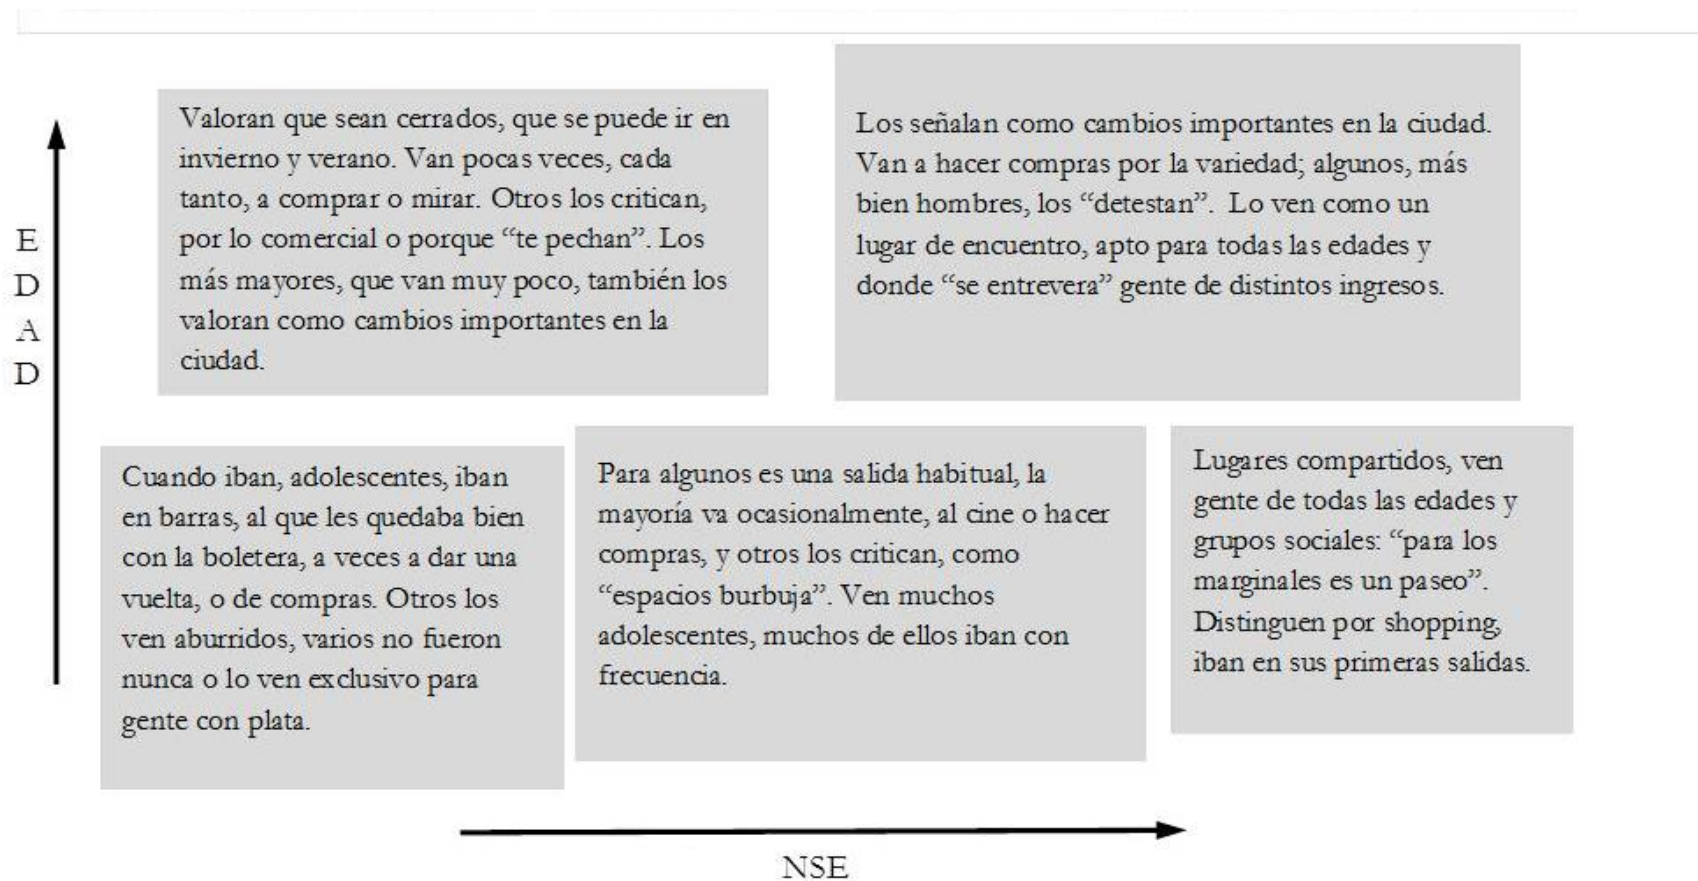 Valoran que sean cerrados, que se puede ir en
invierno y verano. Van pocas veces, cada
tanto, a comprar o mirar. Otros los critican,
por lo comercial o porque “te pechan”. Los
más mayores, que van muy poco, también los
valoran como cambios importantes en la
ciudad.
Los señalan como cambios importantes en la ciudad.
Van a hacer compras por la variedad; algunos, más
bien hombres, los “detestan”. Lo ven como un
lugar de encuentro, apto para todas las edades y
donde “se entrevera” gente de distintos ingresos.
E
D
A
D
Cuando iban, adolescentes, iban
en barras, al que les quedaba bien
con la boletera, a veces a dar una
vuelta, o de compras. Otros los
ven aburridos, varios no fueron
nunca o lo ven exclusivo para
gente con plata.
Para algunos es una salida habitual, la
mayoría va ocasionalmente, al cine o hacer
compras, y otros los critican, como
“espacios burbuja”. Ven muchos
adolescentes, muchos de ellos iban con
frecuencia.
Lugares compartidos, ven
gente de todas las edades y
grupos sociales: “para los
marginales es un paseo”.
Distinguen por shopping,
iban en sus primeras salidas.
NSE